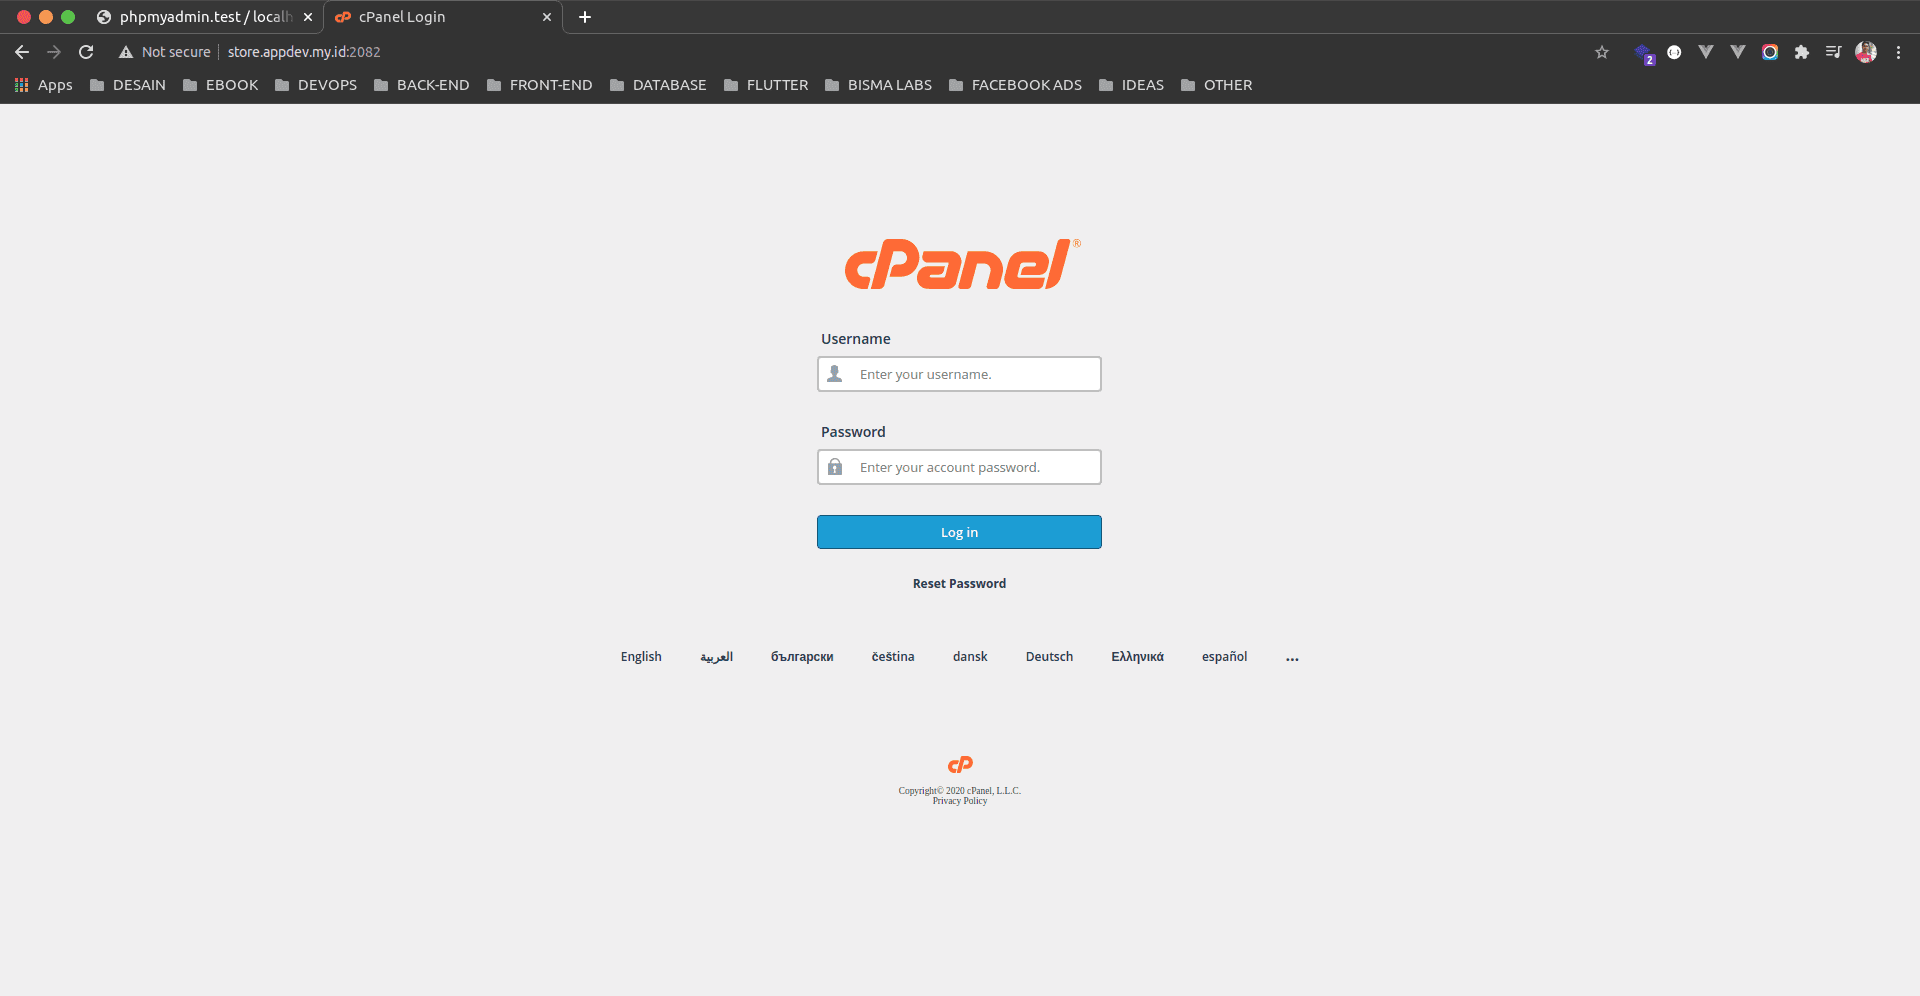 phpmyadmin.test / localh
cPanel Login
Not secure store.appdev.my.id:2082
2
Apps DESAIN EBOOK DEVOPS BACK-END FRONT-END DATABASE FLUTTER BISMA LABS FACEBOOK ADS IDEAS OTHER
cPanel®
Username
Enter your username.
Password
Enter your account password.
Log in
Reset Password
English العربية български čeština dansk Deutsch Ελληνικά español ...
cP
Copyright© 2020 cPanel, L.L.C.
Privacy Policy